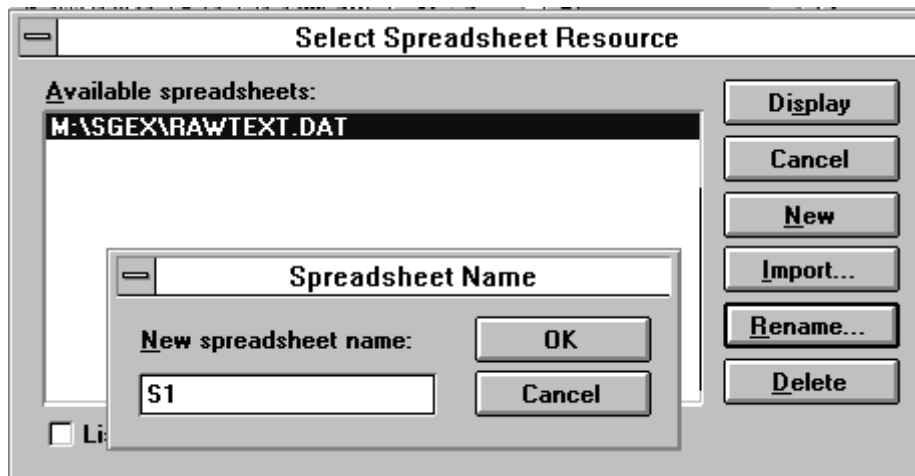 Select Spreadsheet Resource
Available spreadsheets:
M:\SGEX\RAWTEXT.DAT
Display
Cancel
New
Import...
Rename...
Delete
Spreadsheet Name
New spreadsheet name:
OK
S1
Cancel
Li